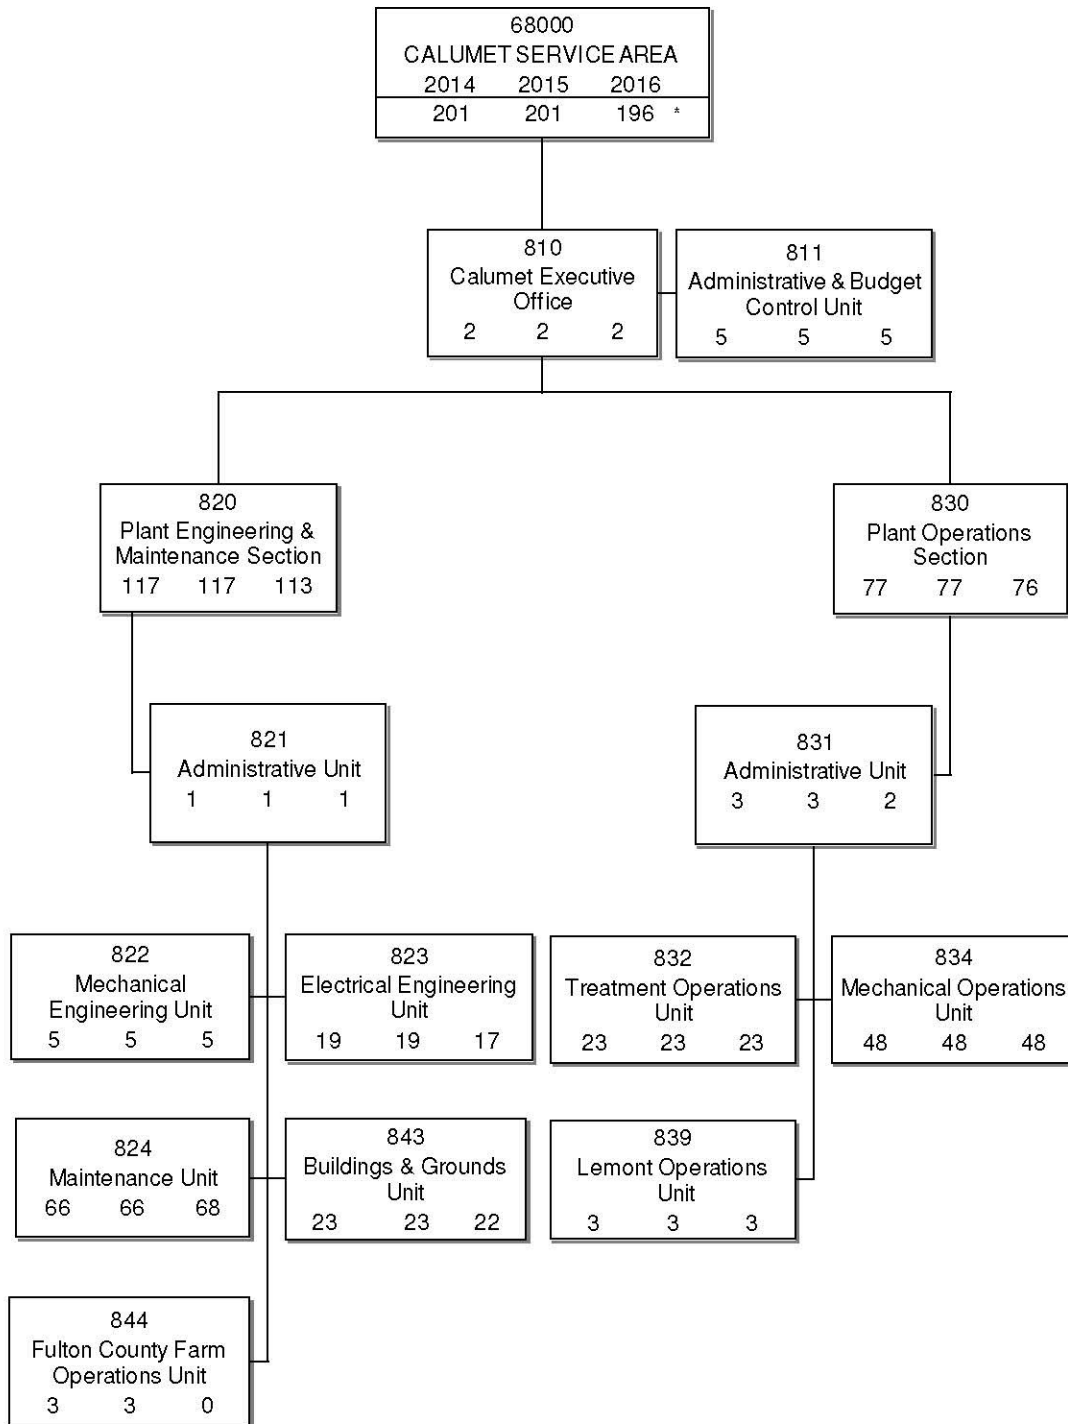 68000
CALUMET SERVICE AREA
2014 2015 2016
201 201 196 *
810
Calumet Executive
Office
2 2 2
811
Administrative & Budget
Control Unit
5 5 5
820
Plant Engineering &
Maintenance Section
117 117 113
830
Plant Operations
Section
77 77 76
821
Administrative Unit
1 1 1
831
Administrative Unit
3 3 2
822
Mechanical
Engineering Unit
5 5 5
823
Electrical Engineering
Unit
19 19 17
832
Treatment Operations
Unit
23 23 23
834
Mechanical Operations
Unit
48 48 48
824
Maintenance Unit
66 66 68
843
Buildings & Grounds
Unit
23 23 22
839
Lemont Operations
Unit
3 3 3
844
Fulton County Farm
Operations Unit
3 3 0